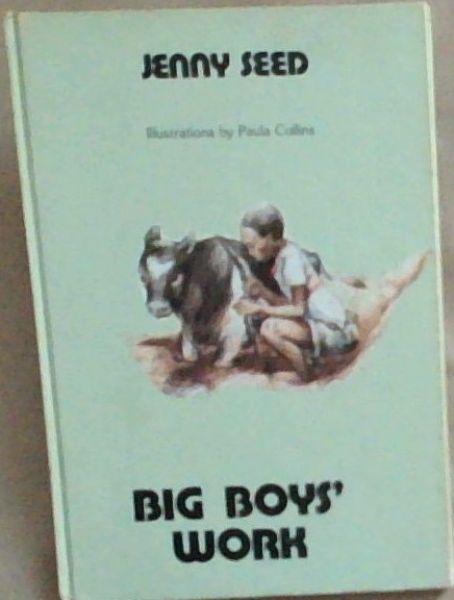 JENNY SEED
Illustrations by Paula Collins
BIG BOYS'
WORK